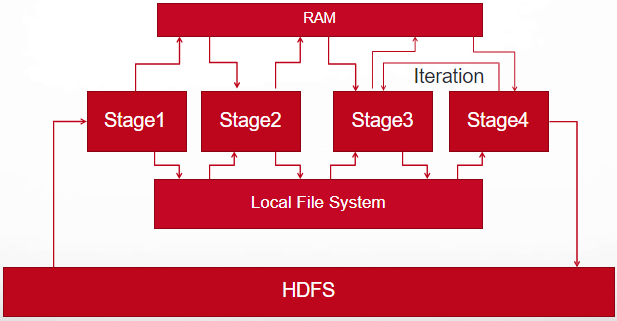 RAM
Iteration
Stage1
Stage2
Stage3
Stage4
Local File System
HDFS